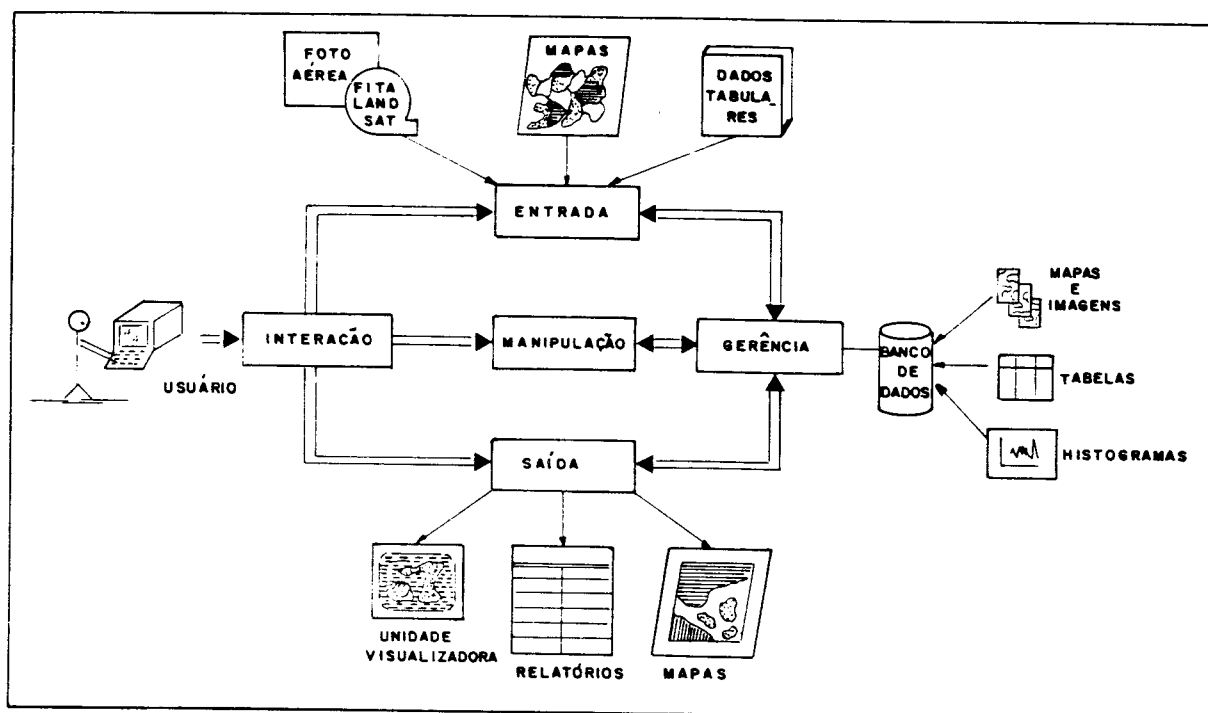 FOTO
AÉREA
FITA
LAND
SAT
MAPAS
DADOS
TABULA_
RES
ENTRADA
MAPAS
E
IMAGENS
INTERAÇÃO
MANIPULAÇÃO
GERÊNCIA
BANCO
DE
DADOS
USUÁRIO
TABELAS
SAÍDA
HISTOGRAMAS
UNIDADE
VISUALIZADORA
RELATÓRIOS
MAPAS